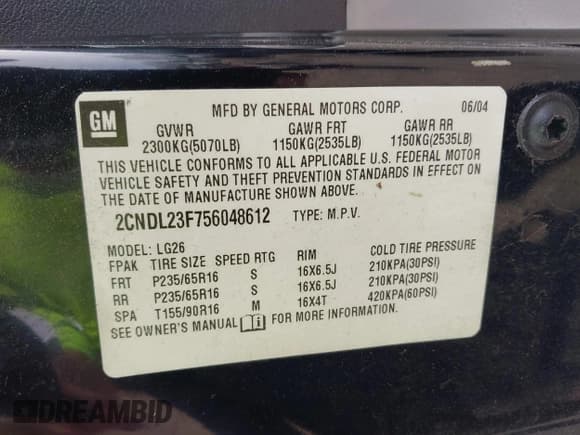 GM
MFD BY GENERAL MOTORS CORP. 06/04
GVWR GAWR FRT GAWR RR
2300KG(5070LB) 1150KG(2535LB) 1150KG(2535LB)
THIS VEHICLE CONFORMS TO ALL APPLICABLE U.S. FEDERAL MOTOR
VEHICLE SAFETY AND THEFT PREVENTION STANDARDS IN EFFECT ON
THE DATE OF MANUFACTURE SHOWN ABOVE.
2CNDL23F756048612 TYPE: M.P.V.
MODEL: LG26
FPAK TIRE SIZE SPEED RTG RIM COLD TIRE PRESSURE
FRT P235/65R16 S 16X6.5J 210KPA(30PSI)
RR P235/65R16 S 16X6.5J 210KPA(30PSI)
SPA T155/90R16 M 16X4T 420KPA(60PSI)
SEE OWNER'S MANUAL i FOR MORE INFORMATION.
DREAMBID